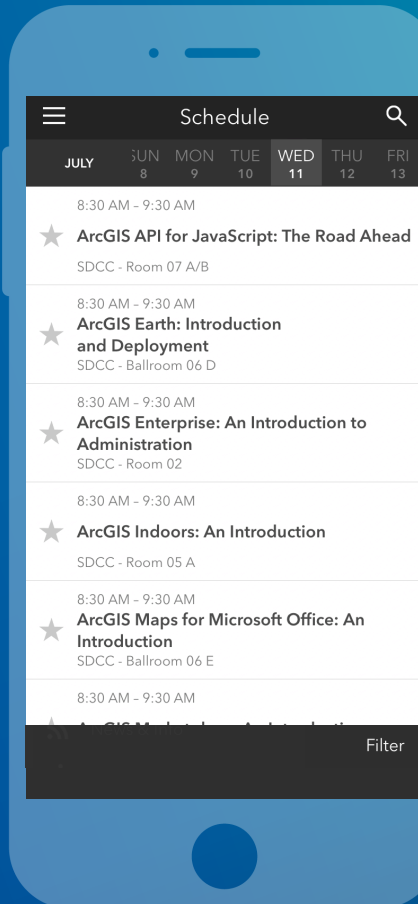 Schedule
JULY SUN MON TUE WED THU FRI
8 9 10 11 12 13
8:30 AM – 9:30 AM
ArcGIS API for JavaScript: The Road Ahead
SDCC - Room 07 A/B
8:30 AM – 9:30 AM
ArcGIS Earth: Introduction
and Deployment
SDCC - Ballroom 06 D
8:30 AM – 9:30 AM
ArcGIS Enterprise: An Introduction to
Administration
SDCC - Room 02
8:30 AM – 9:30 AM
ArcGIS Indoors: An Introduction
SDCC - Room 05 A
8:30 AM – 9:30 AM
ArcGIS Maps for Microsoft Office: An
Introduction
SDCC - Ballroom 06 E
8:30 AM – 9:30 AM
Filter